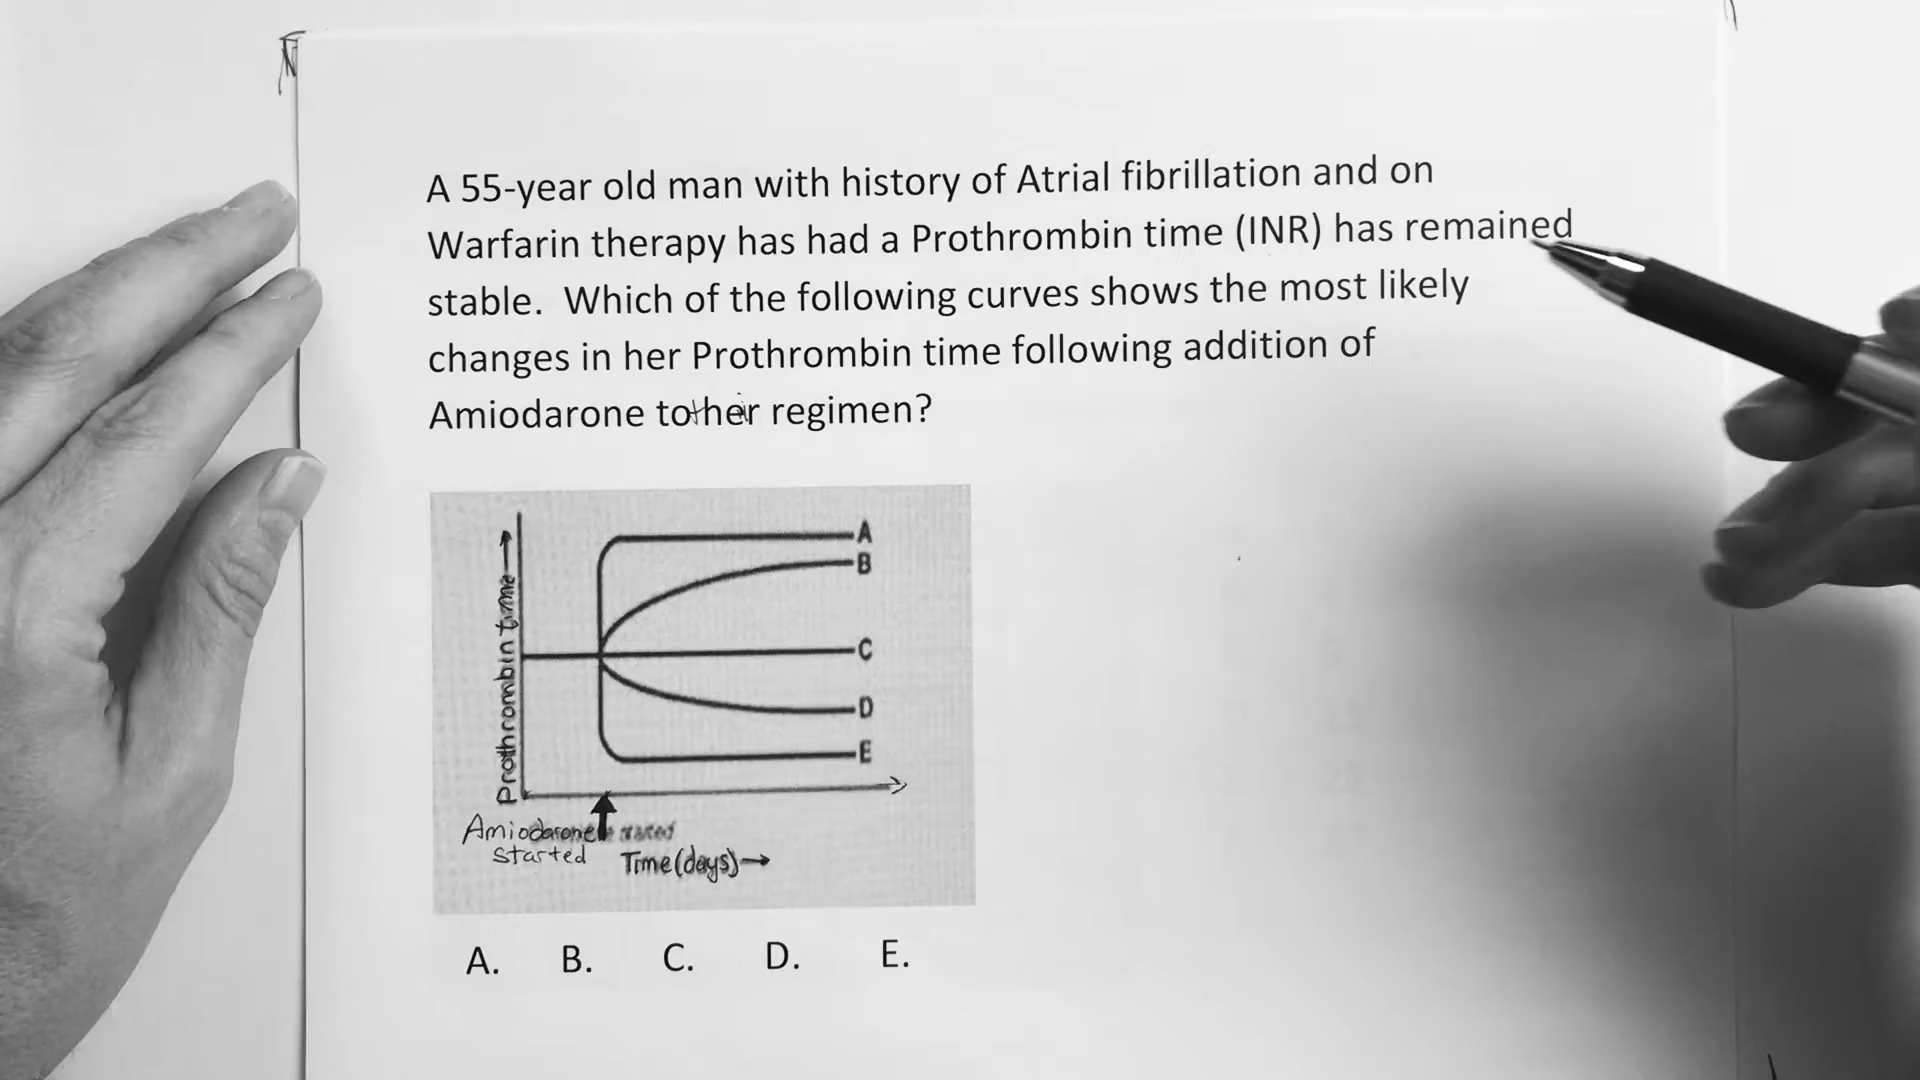 A 55-year old man with history of Atrial fibrillation and on
Warfarin therapy has had a Prothrombin time (INR) has remained
stable. Which of the following curves shows the most likely
changes in her Prothrombin time following addition of
Amiodarone to their regimen?
Prothrombin time
A
B
C
D
E
Amiodarone
started
Time (days)
A. B. C. D. E.